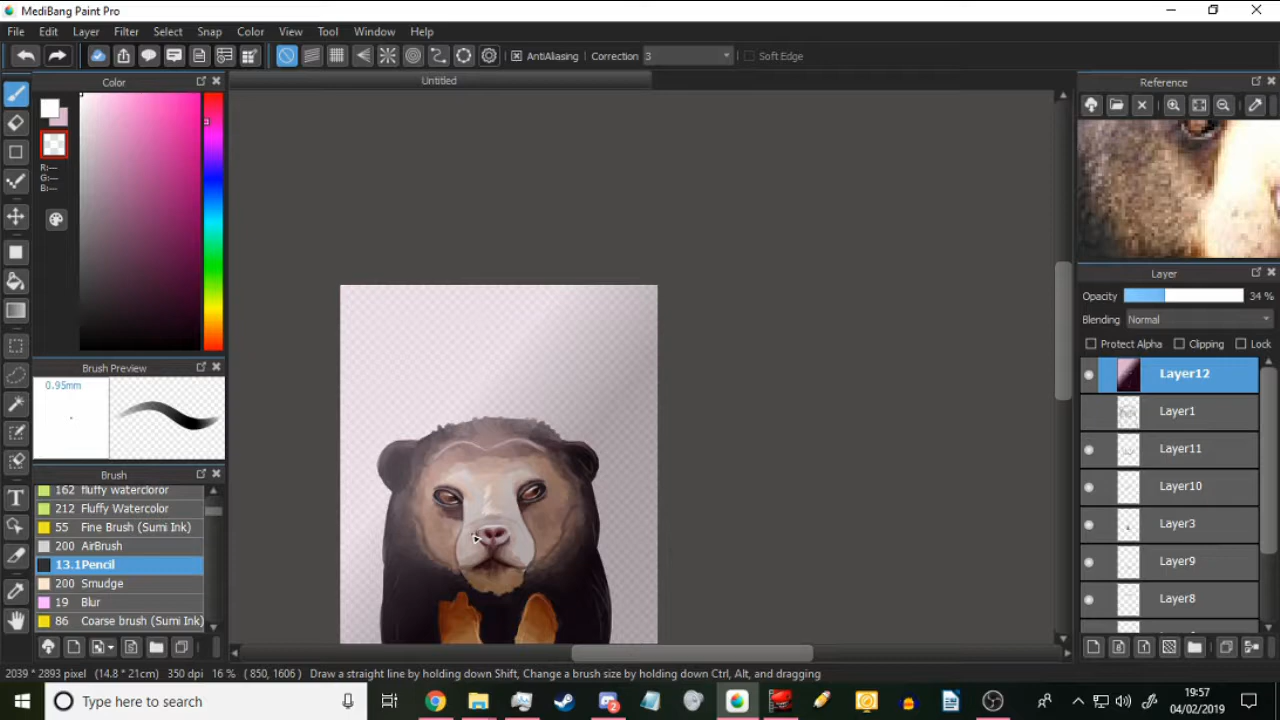 MediBang Paint Pro
File Edit Layer Filter Select Snap Color View Tool Window Help
AntiAliasing Correction 3 Soft Edge
Color Untitled Reference
R:---
G:---
B:---
Layer
Opacity 34 %
Blending Normal
Protect Alpha Clipping Lock
Brush Preview
0.95mm
Layer12
Layer1
Layer11
Layer10
Layer3
Layer9
Layer8
Brush
162 fluffy watercloror
212 Fluffy Watercolor
55 Fine Brush (Sumi Ink)
200 AirBrush
13.1 Pencil
200 Smudge
19 Blur
86 Coarse brush (Sumi Ink)
2039 * 2893 pixel (14.8 * 21cm) 350 dpi 16 % ( 850, 1606 ) Draw a straight line by holding down Shift, Change a brush size by holding down Ctrl, Alt, and dragging
Type here to search
19:57
04/02/2019